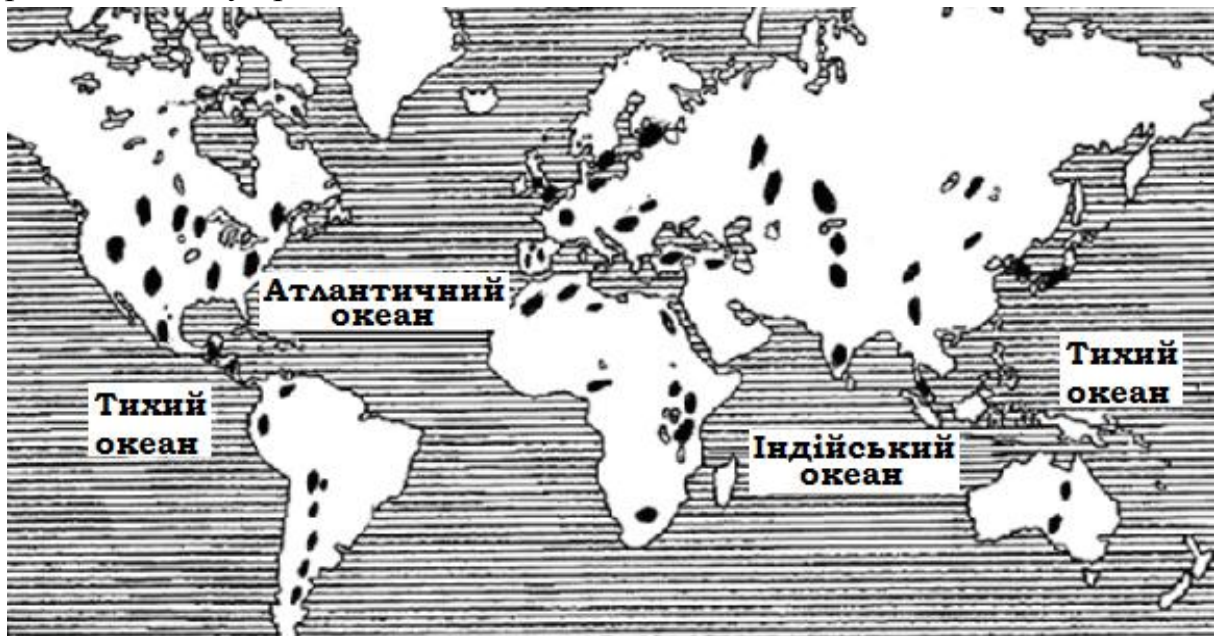 Атлантичний
океан
Тихий
океан
Тихий
океан
Індійський
океан